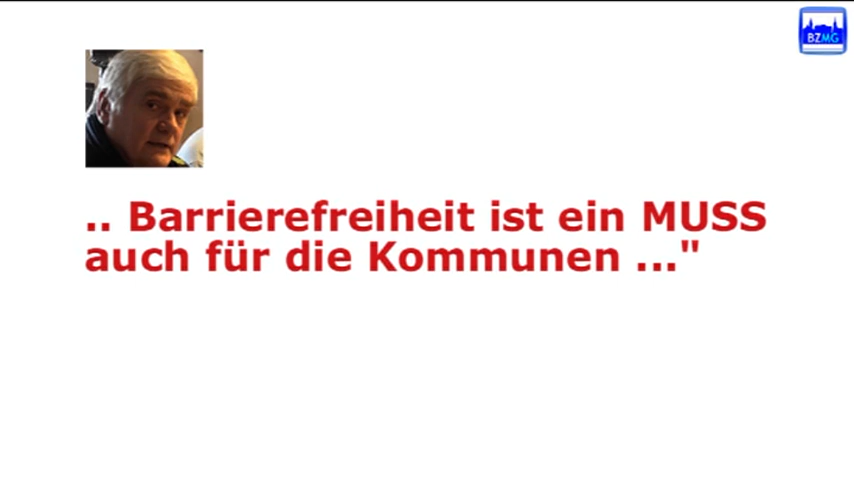 BZMG
.. Barrierefreiheit ist ein MUSS
auch für die Kommunen ..."